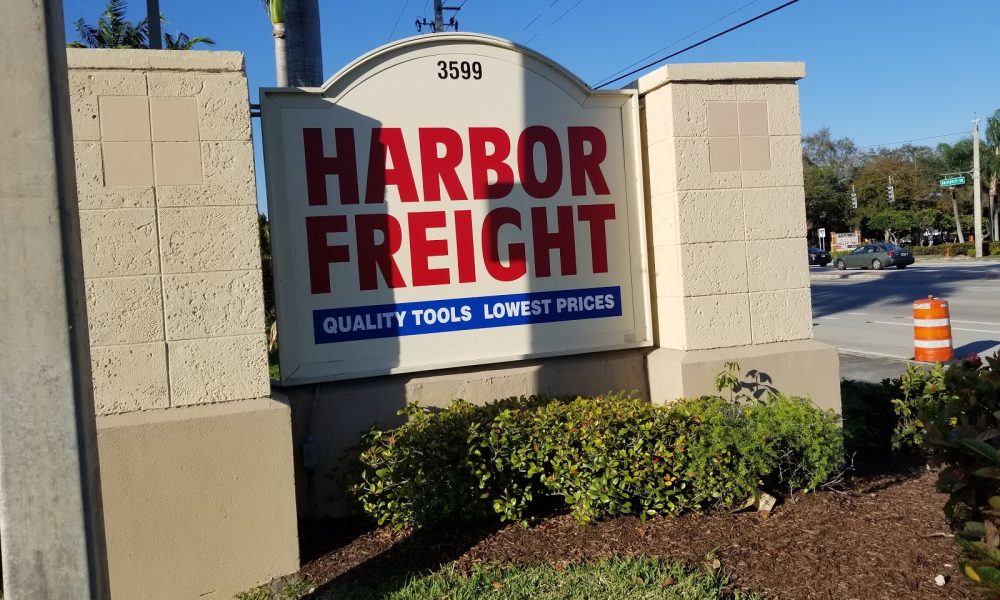 3599
HARBOR
FREIGHT
QUALITY TOOLS LOWEST PRICES